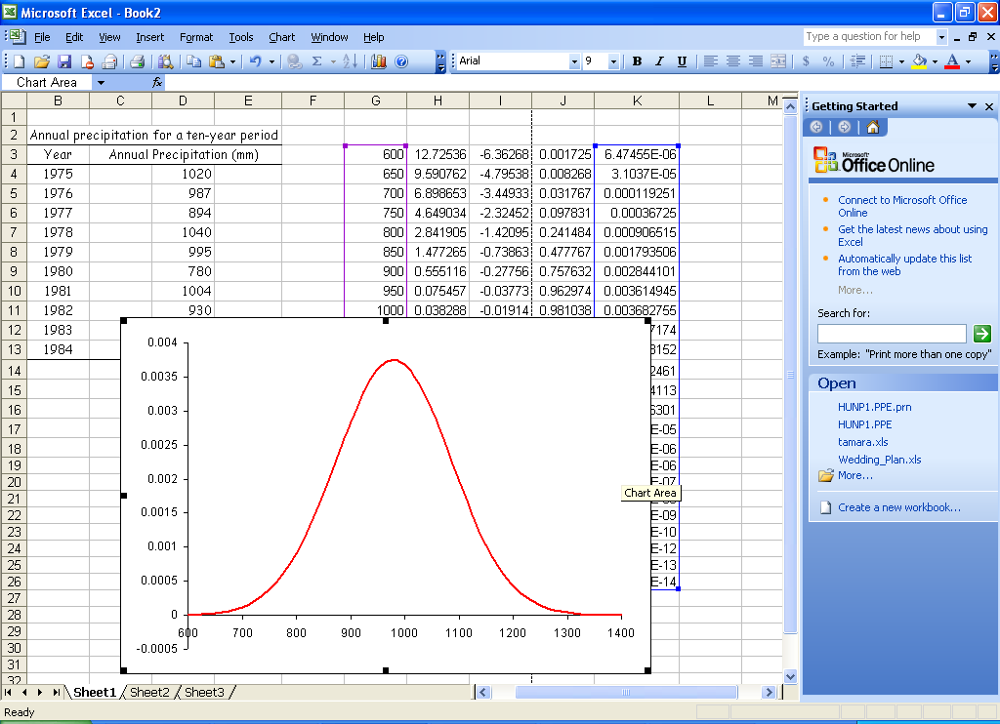 Microsoft Excel - Book2
File Edit View Insert Format Tools Chart Window Help
Type a question for help
Arial 9 B I U $ %
Chart Area fx
B C D E F G H I J K L M
1
2 Annual precipitation for a ten-year period
3 Year Annual Precipitation (mm) 600 12.72536 -6.36268 0.001725 6.47455E-06
4 1975 1020 650 9.590762 -4.79538 0.008268 3.1037E-05
5 1976 987 700 6.898653 -3.44933 0.031767 0.000119251
6 1977 894 750 4.649034 -2.32452 0.097831 0.00036725
7 1978 1040 800 2.841905 -1.42095 0.241484 0.000906515
8 1979 995 850 1.477265 -0.73863 0.477767 0.001793506
9 1980 780 900 0.555116 -0.27756 0.757632 0.002844101
10 1981 1004 950 0.075457 -0.03773 0.962974 0.003614945
11 1982 930 1000 0.038288 -0.01914 0.981038 0.003682755
12 1983 7174
13 1984 3152
14 2461
15 4113
16 6301
17 E-05
18 E-06
19 E-06
20 E-07
21
22 E-09
23 E-10
24 E-12
25 E-13
26 E-14
27
28
29
30
31
32
0.004
0.0035
0.003
0.0025
0.002
0.0015
0.001
0.0005
0
-0.0005
600 700 800 900 1000 1100 1200 1300 1400
Chart Area
Sheet1 Sheet2 Sheet3
Ready
Getting Started
Microsoft
Office Online
Connect to Microsoft Office
Online
Get the latest news about using
Excel
Automatically update this list
from the web
More...
Search for:
Example: "Print more than one copy"
Open
HUNP1.PPE.prn
HUNP1.PPE
tamara.xls
Wedding_Plan.xls
More...
Create a new workbook...